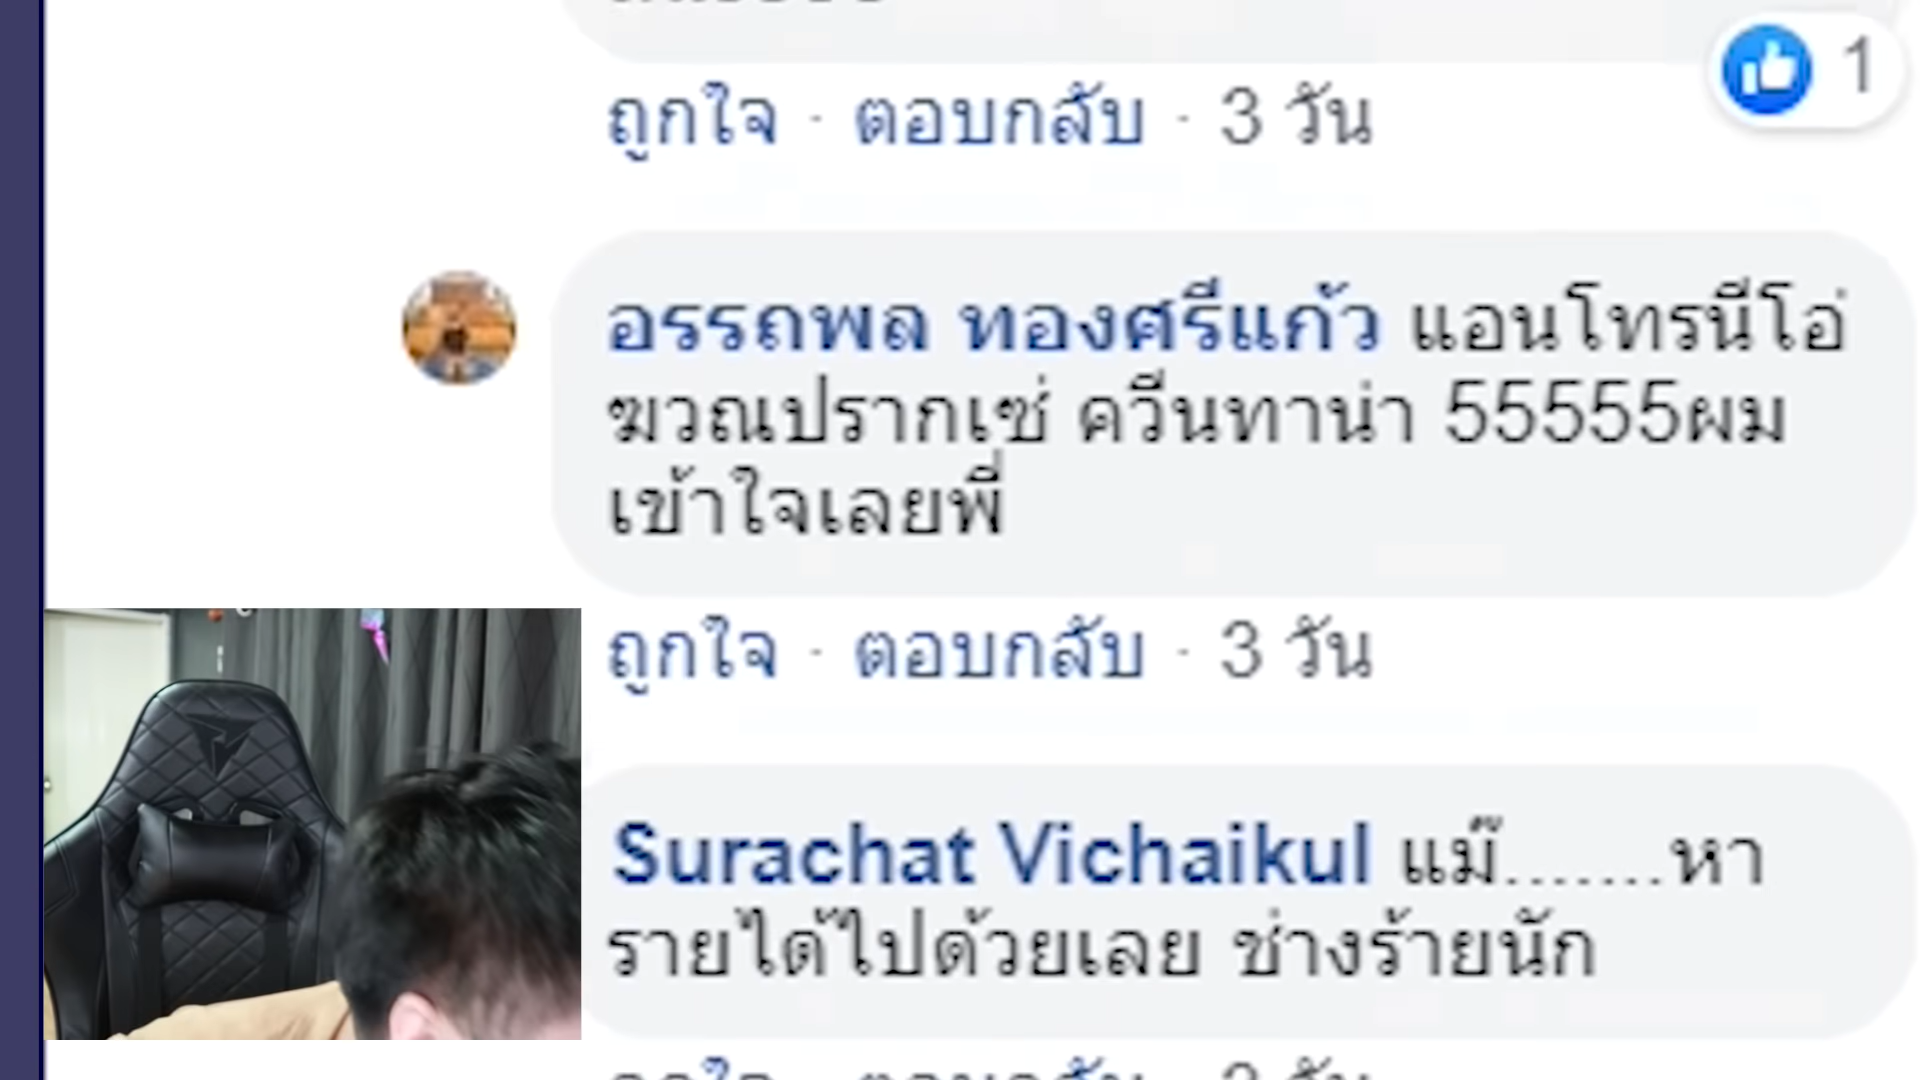 1
ถูกใจ · ตอบกลับ · 3 วัน
อรรถพล ทองศรีแก้ว แอนโทรนีโอ่
ฆวณปรากเซ่ ควีนทาน่า 55555ผม
เข้าใจเลยพี่
ถูกใจ · ตอบกลับ · 3 วัน
Surachat Vichaikul แม๊.......หา
รายได้ไปด้วยเลย ช่างร้ายนัก